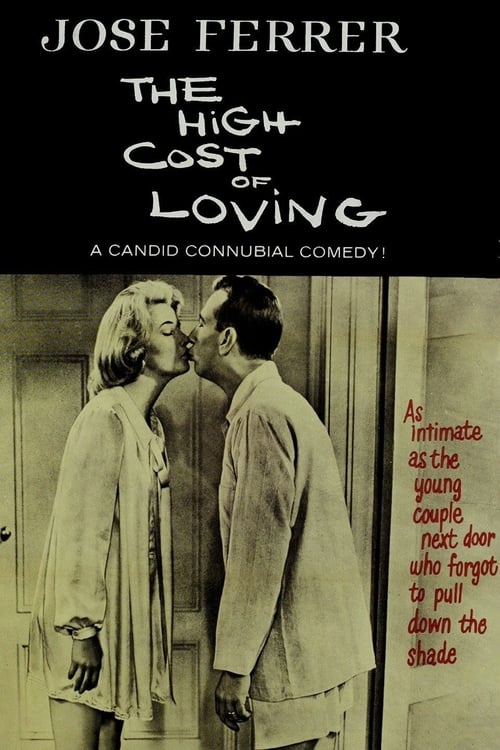 JOSE FERRER
THE
HiGH
COST
OF
LOViNG
A CANDID CONNUBIAL COMEDY!
As
intimate
as the
young
couple
next door
who forgot
to pull
down the
shade